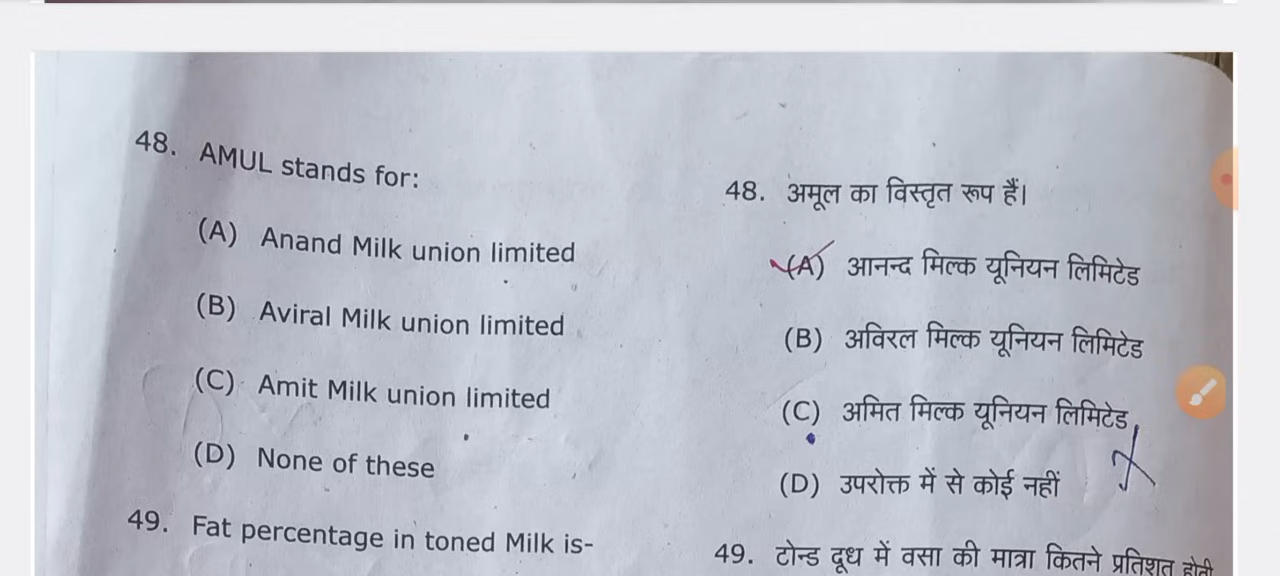 48. AMUL stands for:
(A) Anand Milk union limited
(B) Aviral Milk union limited
(C) Amit Milk union limited
(D) None of these
49. Fat percentage in toned Milk is-
48. अमूल का विस्तृत रूप हैं।
(A) आनन्द मिल्क यूनियन लिमिटेड
(B) अविरल मिल्क यूनियन लिमिटेड
(C) अमित मिल्क यूनियन लिमिटेड
(D) उपरोक्त में से कोई नहीं
49. टोन्ड दूध में वसा की मात्रा कितने प्रतिशत होती